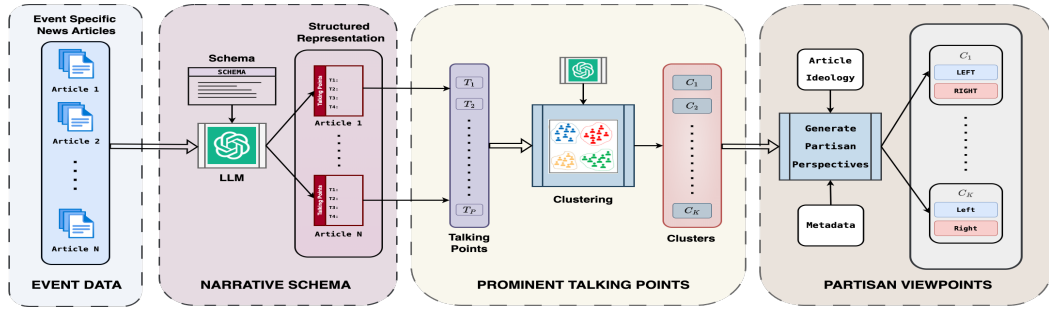 Event Specific
News Articles
Article 1
Article 2
Article N
EVENT DATA
Schema
SCHEMA
LLM
Structured
Representation
Talking Points
T1:
T2:
T3:
T4:
Article 1
Talking Points
T1:
T2:
T3:
T4:
Article N
NARRATIVE SCHEMA
T1
T2
TP
Talking
Points
Clustering
C1
C2
CK
Clusters
PROMINENT TALKING POINTS
Article
Ideology
Generate
Partisan
Perspectives
Metadata
C1
LEFT
RIGHT
CK
Left
Right
PARTISAN VIEWPOINTS